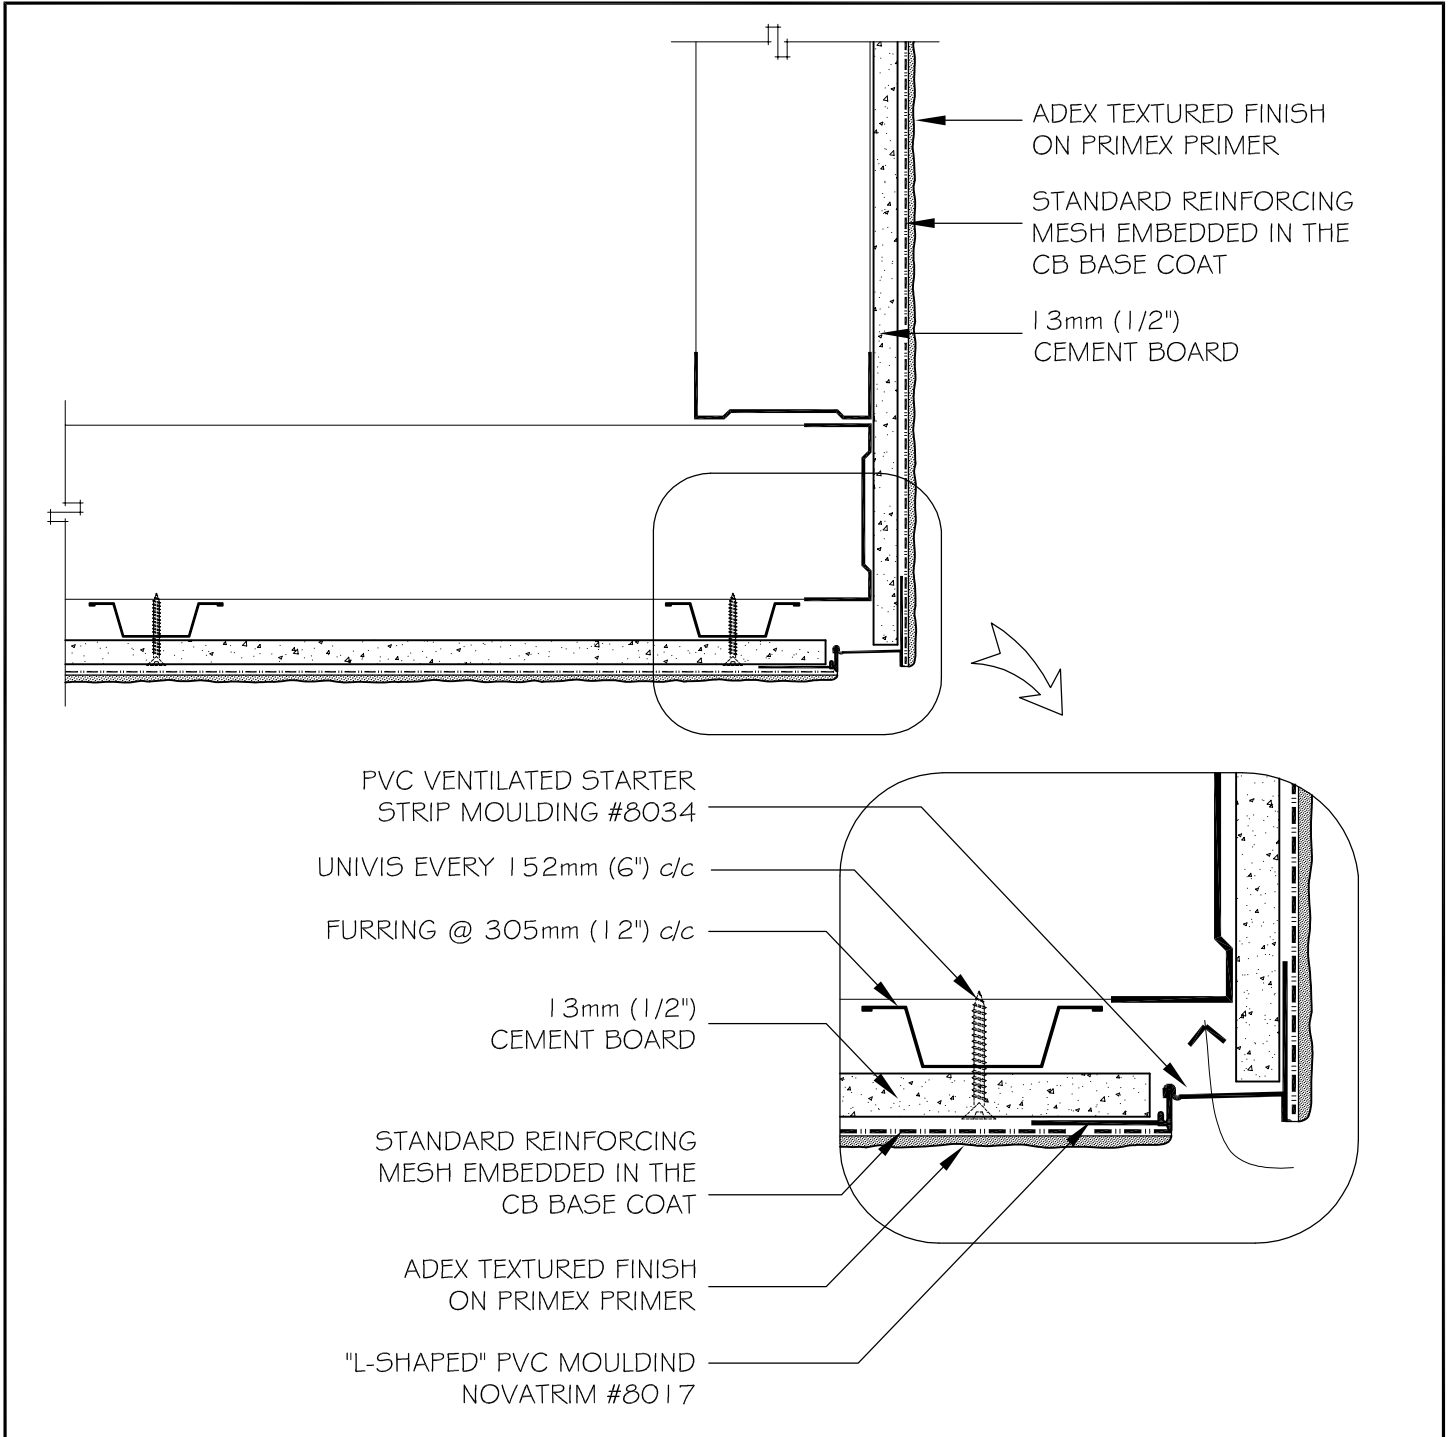 ADEX TEXTURED FINISH
ON PRIMEX PRIMER
STANDARD REINFORCING
MESH EMBEDDED IN THE
CB BASE COAT
13mm (1/2")
CEMENT BOARD
PVC VENTILATED STARTER
STRIP MOULDING #8034
UNIVIS EVERY 152mm (6") c/c
FURRING @ 305mm (12") c/c
13mm (1/2")
CEMENT BOARD
STANDARD REINFORCING
MESH EMBEDDED IN THE
CB BASE COAT
ADEX TEXTURED FINISH
ON PRIMEX PRIMER
"L-SHAPED" PVC MOULDIND
NOVATRIM #8017